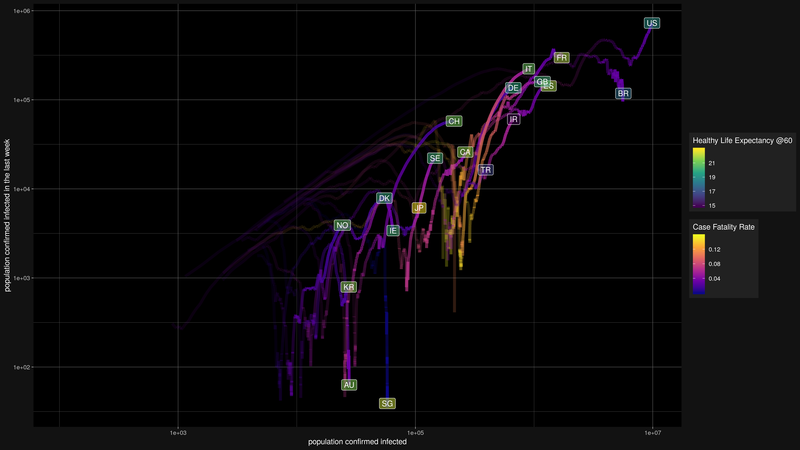 1e+06
US
FR
IT
GB
ES
DE
BR
1e+05
IR
CH
CA
SE
TR
1e+04
DK
JP
NO
IE
1e+03
KR
1e+02
AU
SG
1e+03
1e+05
1e+07
population confirmed infected
population confirmed infected in the last week
Healthy Life Expectancy @60
21
19
17
15
Case Fatality Rate
0.12
0.08
0.04